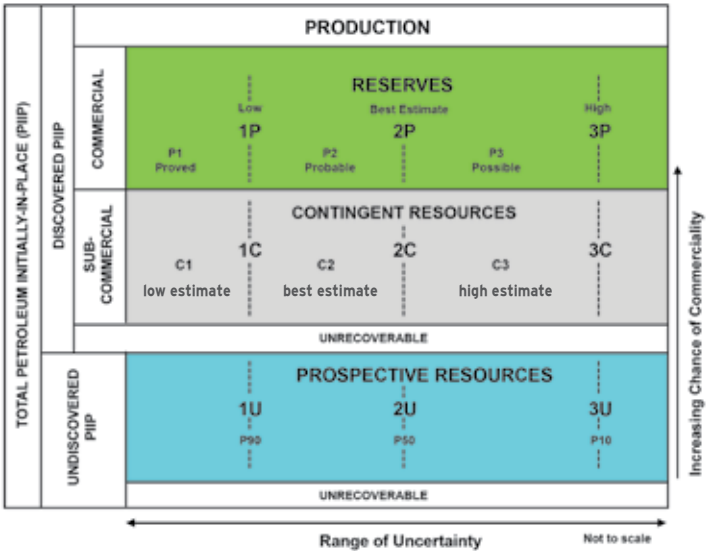 PRODUCTION
TOTAL PETROLEUM INITIALLY-IN-PLACE (PIIP)
DISCOVERED PIIP
COMMERCIAL
RESERVES
Low
Best Estimate
High
1P
2P
3P
P1
Proved
P2
Probable
P3
Possible
SUB-
COMMERCIAL
CONTINGENT RESOURCES
1C
2C
3C
C1
C2
C3
low estimate
best estimate
high estimate
UNRECOVERABLE
UNDISCOVERED
PIIP
PROSPECTIVE RESOURCES
1U
2U
3U
P90
P50
P10
UNRECOVERABLE
Increasing Chance of Commerciality
Range of Uncertainty
Not to scale